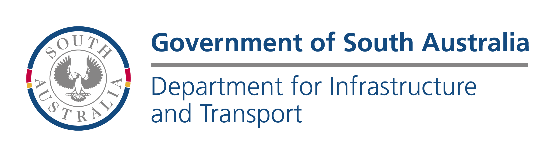 SOUTH
AUSTRALIA
Government of South Australia
Department for Infrastructure
and Transport